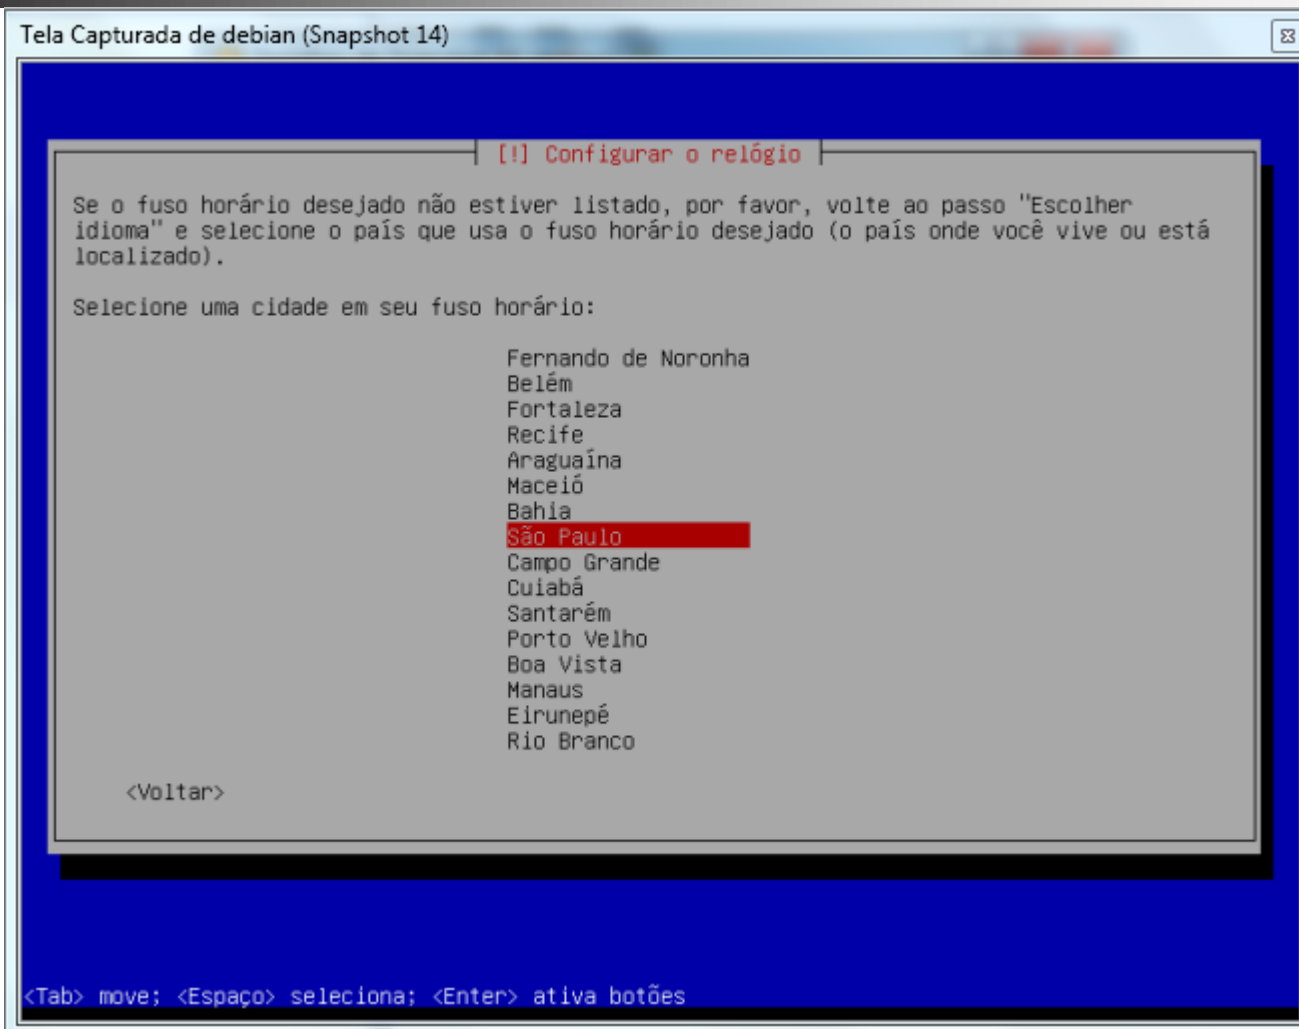 Tela Capturada de debian (Snapshot 14)
[!] Configurar o relógio
Se o fuso horário desejado não estiver listado, por favor, volte ao passo "Escolher
idioma" e selecione o país que usa o fuso horário desejado (o país onde você vive ou está
localizado).
Selecione uma cidade em seu fuso horário:
Fernando de Noronha
Belém
Fortaleza
Recife
Araguaína
Maceió
Bahia
São Paulo
Campo Grande
Cuiabá
Santarém
Porto Velho
Boa Vista
Manaus
Eirunepé
Rio Branco
<Voltar>
<Tab> move; <Espaço> seleciona; <Enter> ativa botões